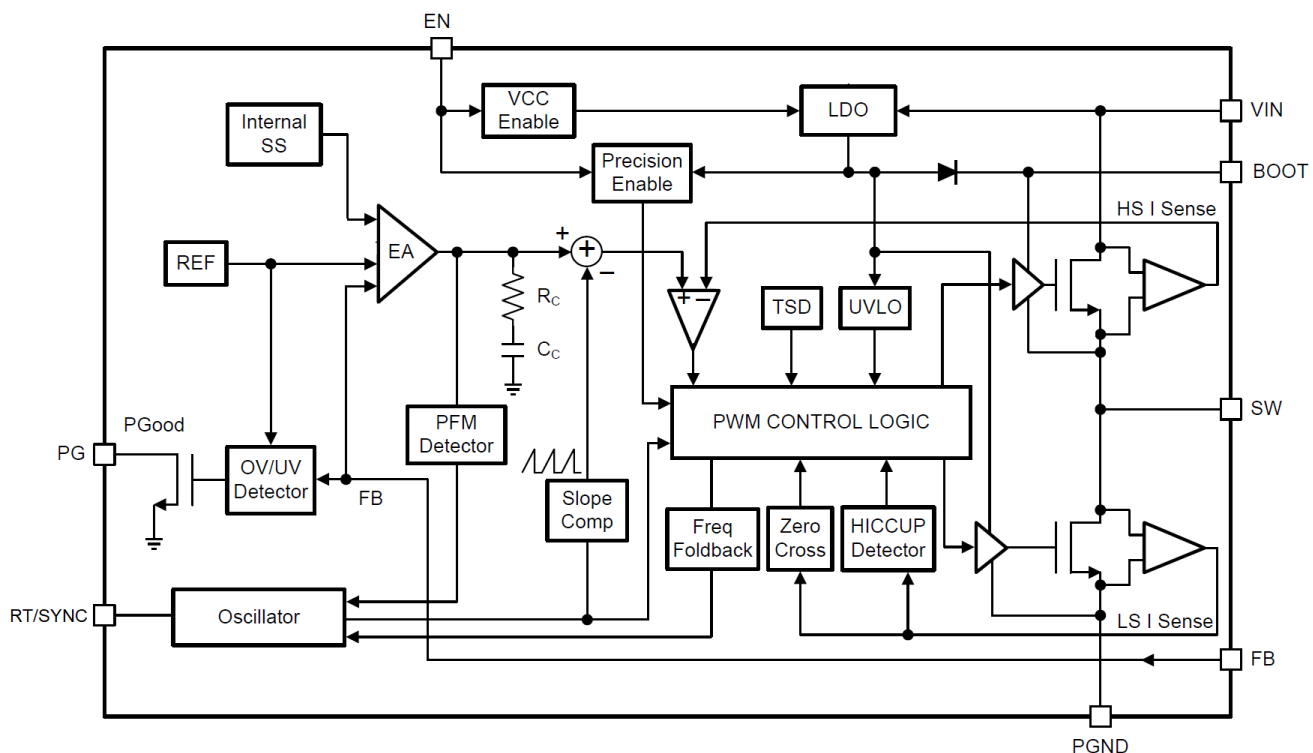 EN
VCC
Enable
LDO
VIN
Internal
SS
Precision
Enable
BOOT
HS I Sense
EA
REF
+
+
−
+
−
R_C
C_C
TSD
UVLO
PWM CONTROL LOGIC
SW
PGood
PG
OV/UV
Detector
FB
PFM
Detector
Slope
Comp
Freq
Foldback
Zero
Cross
HICCUP
Detector
RT/SYNC
Oscillator
LS I Sense
FB
PGND